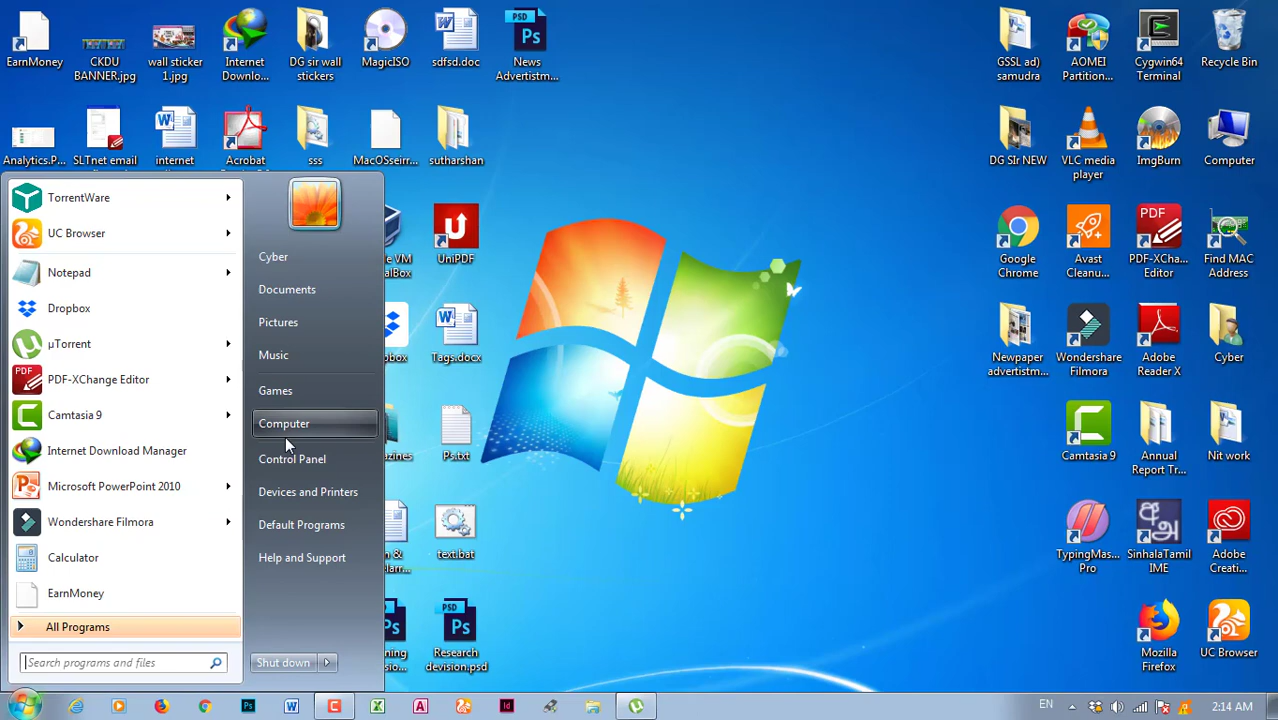 EarnMoney
CKDU
BANNER.jpg
wall sticker
1.jpg
Internet
Downlo...
DG sir wall
stickers
MagicISO
sdfsd.doc
PSD
Ps
News
Advertistm...
GSSL ad)
samudra
AOMEI
Partition...
Cygwin64
Terminal
Recycle Bin
Analytics.P...
SLTnet email
internet
Acrobat
sss
MacOSseirr...
sutharshan
DG SIr NEW
VLC media
player
ImgBurn
Computer
TorrentWare
UC Browser
Notepad
Dropbox
µTorrent
PDF
PDF-XChange Editor
Camtasia 9
Internet Download Manager
Microsoft PowerPoint 2010
Wondershare Filmora
Calculator
EarnMoney
All Programs
Search programs and files
Cyber
Documents
Pictures
Music
Games
Computer
Control Panel
Devices and Printers
Default Programs
Help and Support
Shut down
UniPDF
Tags.docx
Ps.txt
textl.bat
PSD
Ps
Research
devision.psd
Google
Chrome
Avast
Cleanu...
PDF
PDF-XCha...
Editor
Find MAC
Address
Newpaper
advertistm...
Wondershare
Filmora
Adobe
Reader X
Cyber
Camtasia 9
Annual
Report Tr...
Nit work
TypingMas...
Pro
SinhalaTamil
IME
Adobe
Creati...
Mozilla
Firefox
UC Browser
EN
2:14 AM